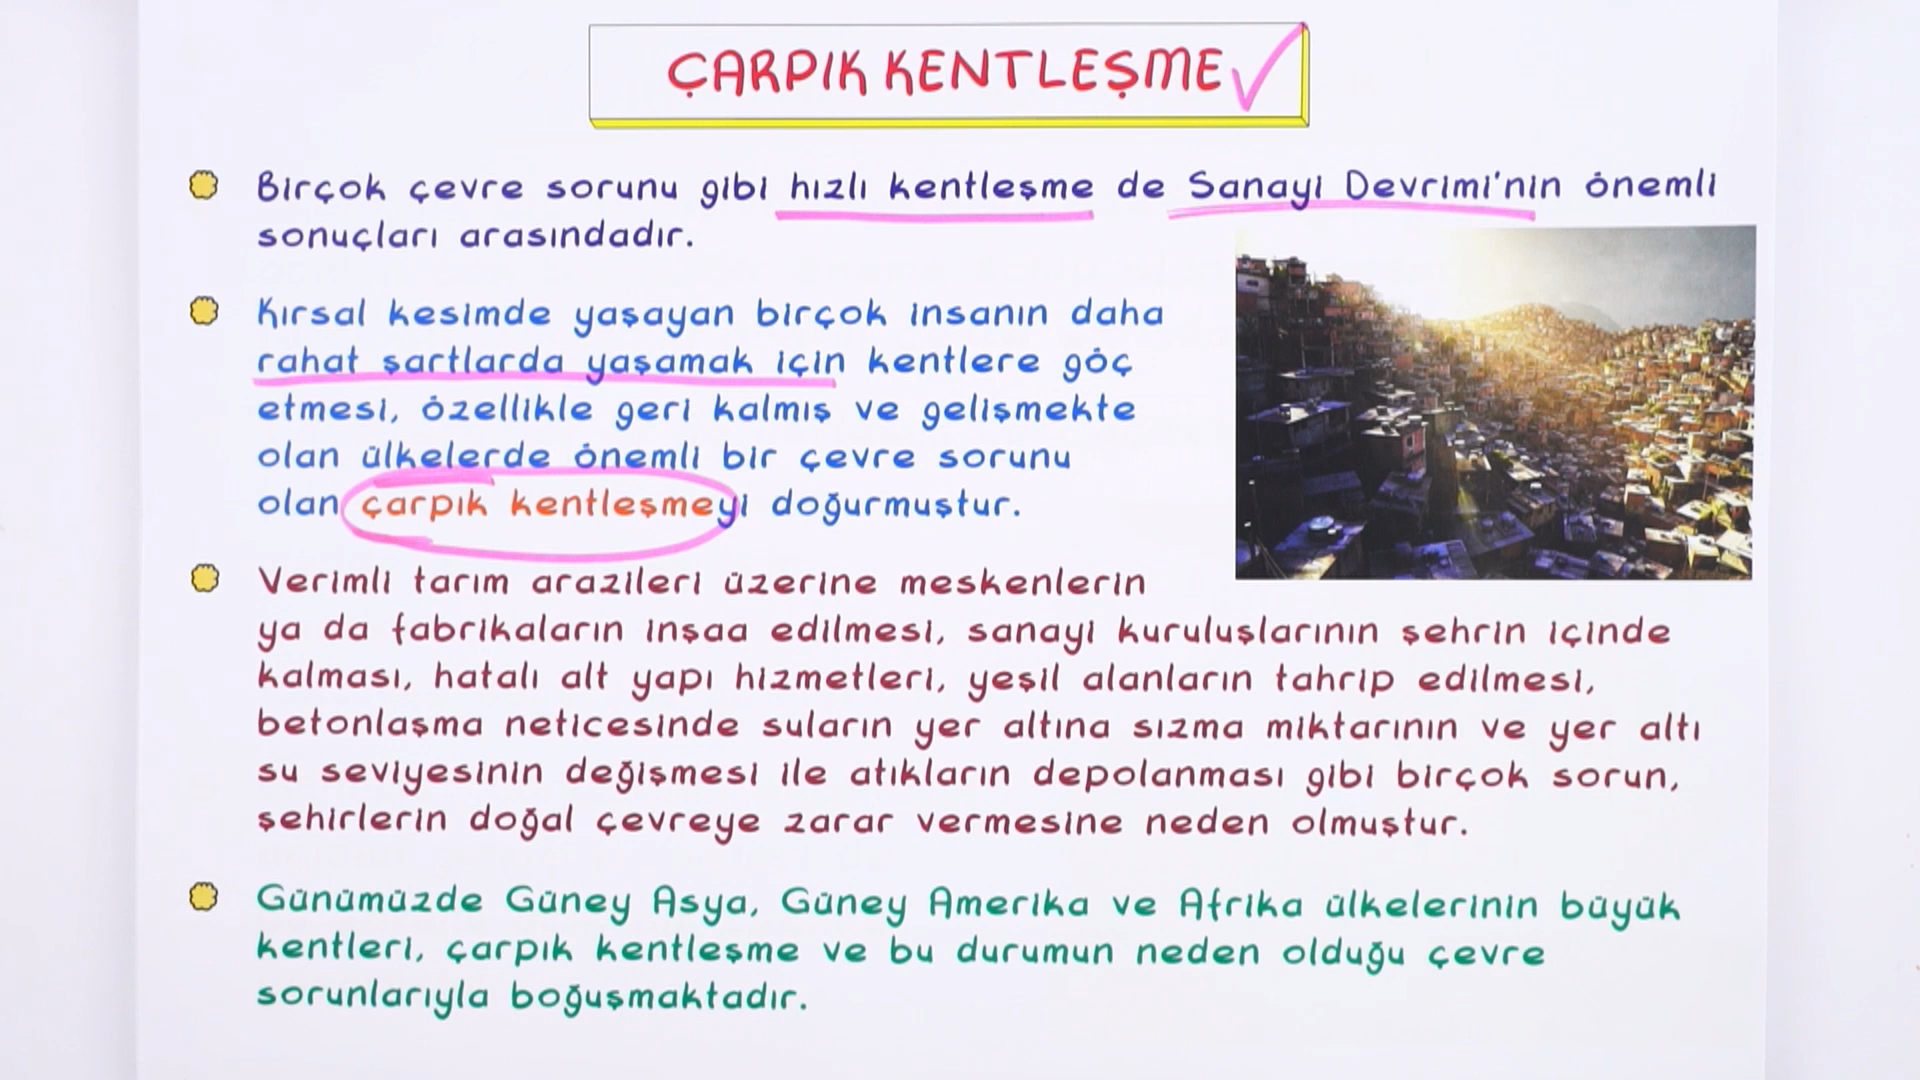 ÇARPIK KENTLEŞME
Birçok çevre sorunu gibi hızlı kentleşme de Sanayi Devrimi'nin önemli
sonuçları arasındadır.
Kırsal kesimde yaşayan birçok insanın daha
rahat şartlarda yaşamak için kentlere göç
etmesi, özellikle geri kalmış ve gelişmekte
olan ülkelerde önemli bir çevre sorunu
olan çarpık kentleşmeyi doğurmuştur.
Verimli tarım arazileri üzerine meskenlerin
ya da fabrikaların inşaa edilmesi, sanayi kuruluşlarının şehrin içinde
kalması, hatalı alt yapı hizmetleri, yeşil alanların tahrip edilmesi,
betonlaşma neticesinde suların yer altına sızma miktarının ve yer altı
su seviyesinin değişmesi ile atıkların depolanması gibi birçok sorun,
şehirlerin doğal çevreye zarar vermesine neden olmuştur.
Günümüzde Güney Asya, Güney Amerika ve Afrika ülkelerinin büyük
kentleri, çarpık kentleşme ve bu durumun neden olduğu çevre
sorunlarıyla boğuşmaktadır.